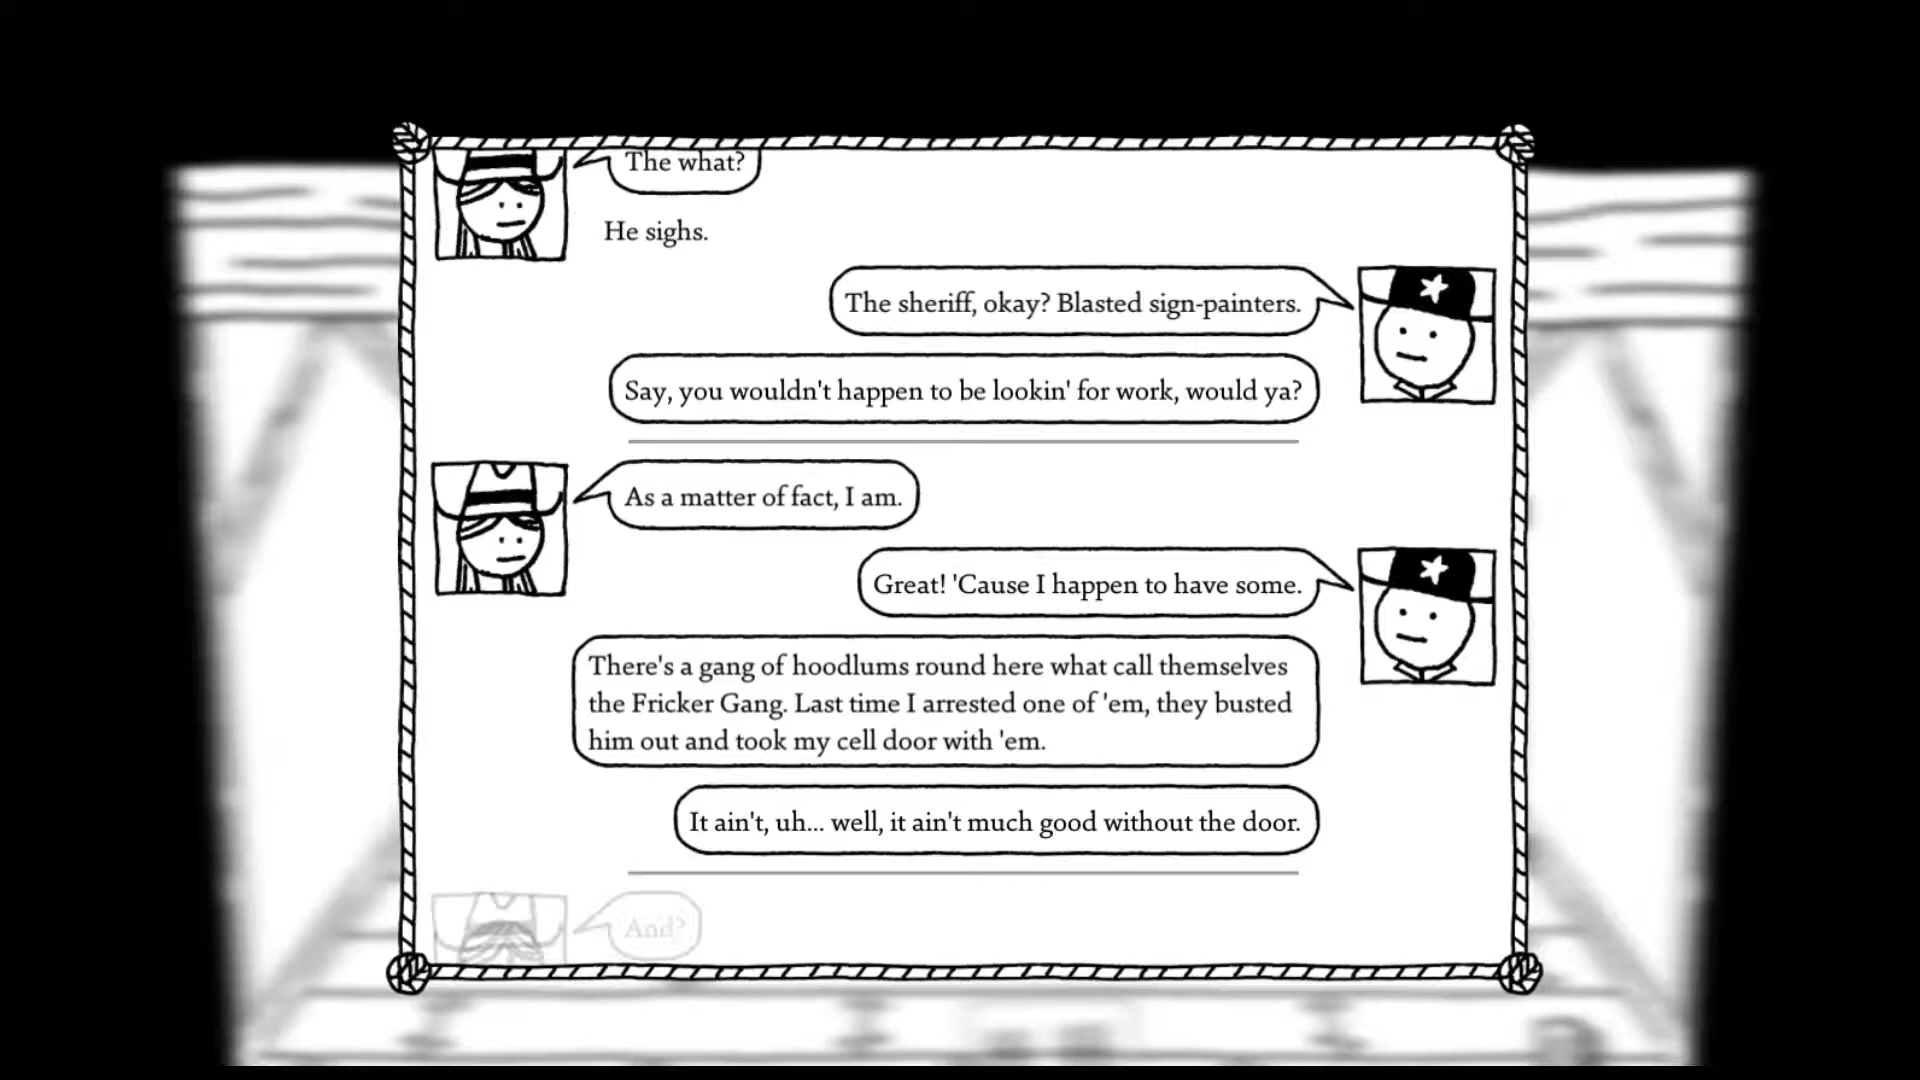 The what?
He sighs.
The sheriff, okay? Blasted sign-painters.
Say, you wouldn't happen to be lookin' for work, would ya?
As a matter of fact, I am.
Great! 'Cause I happen to have some.
There's a gang of hoodlums round here what call themselves
the Fricker Gang. Last time I arrested one of 'em, they busted
him out and took my cell door with 'em.
It ain't, uh... well, it ain't much good without the door.
And?